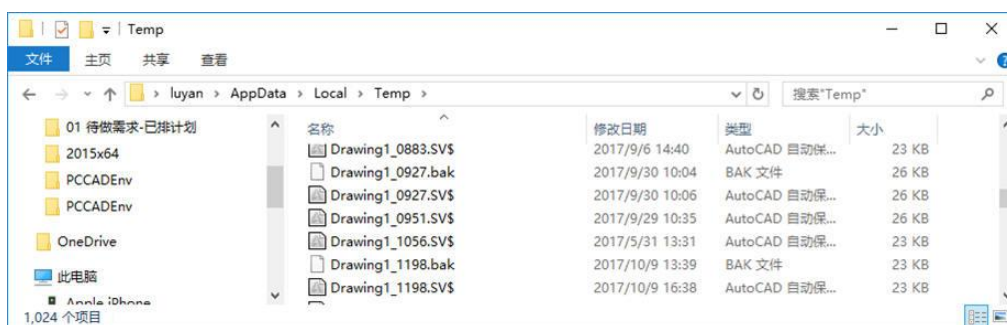 Temp
文件 主页 共享 查看
luyan > AppData > Local > Temp >
搜索"Temp"
01 待做需求-已排计划
2015x64
PCCADEnv
PCCADEnv
OneDrive
此电脑
Apple iPhone
名称 修改日期 类型 大小
Drawing1_0883.SV$ 2017/9/6 14:40 AutoCAD 自动保... 23 KB
Drawing1_0927.bak 2017/9/30 10:04 BAK 文件 26 KB
Drawing1_0927.SV$ 2017/9/30 10:06 AutoCAD 自动保... 26 KB
Drawing1_0951.SV$ 2017/9/29 10:35 AutoCAD 自动保... 26 KB
Drawing1_1056.SV$ 2017/5/31 13:31 AutoCAD 自动保... 23 KB
Drawing1_1198.bak 2017/10/9 13:39 BAK 文件 23 KB
Drawing1_1198.SV$ 2017/10/9 16:38 AutoCAD 自动保... 23 KB
1,024 个项目